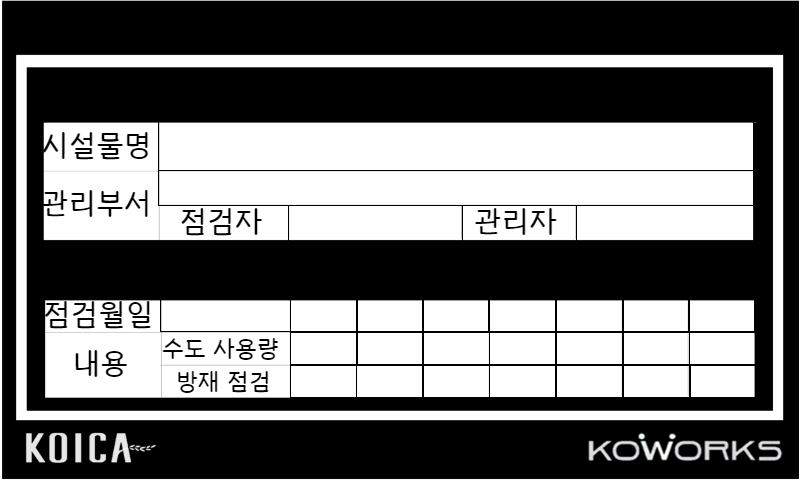 시설물명
관리부서
점검자 관리자
점검월일
내용 수도 사용량
방재 점검
KOICA KOWORKS